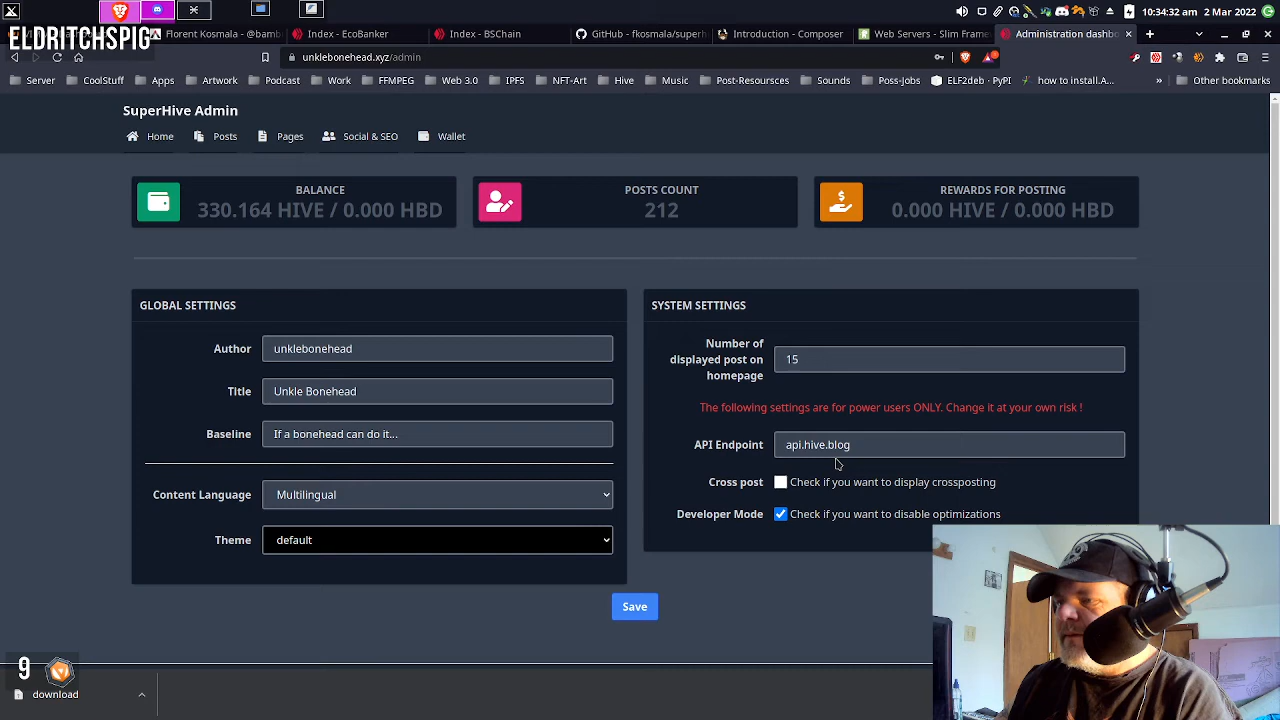 10:34:32 am 2 Mar 2022
ELDRITCHSPIG
Florent Kosmala - @bamb
Index - EcoBanker
Index - BSChain
GitHub - fkosmala/superh
Introduction - Composer
Web Servers - Slim Frame
Administration dashbo
unklebonehead.xyz/admin
Server
CoolStuff
Apps
Artwork
Podcast
Work
FFMPEG
Web 3.0
IPFS
NFT-Art
Hive
Music
Post-Resoursces
Sounds
Poss-Jobs
ELF2deb · PyPI
how to install.A...
»
Other bookmarks
SuperHive Admin
Home
Posts
Pages
Social & SEO
Wallet
BALANCE
330.164 HIVE / 0.000 HBD
POSTS COUNT
212
REWARDS FOR POSTING
0.000 HIVE / 0.000 HBD
GLOBAL SETTINGS
Author unklebonehead
Title Unkle Bonehead
Baseline If a bonehead can do it...
Content Language Multilingual
Theme default
SYSTEM SETTINGS
Number of
displayed post on
homepage
15
The following settings are for power users ONLY. Change it at your own risk !
API Endpoint api.hive.blog
Cross post Check if you want to display crossposting
Developer Mode Check if you want to disable optimizations
Save
9
download